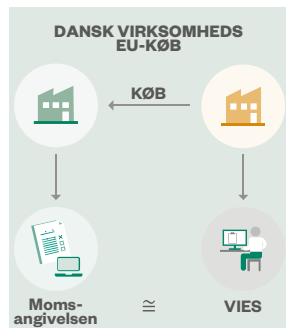 DANSK VIRKSOMHEDS
EU-KØB
KØB
Moms-
angivelsen
≅
VIES